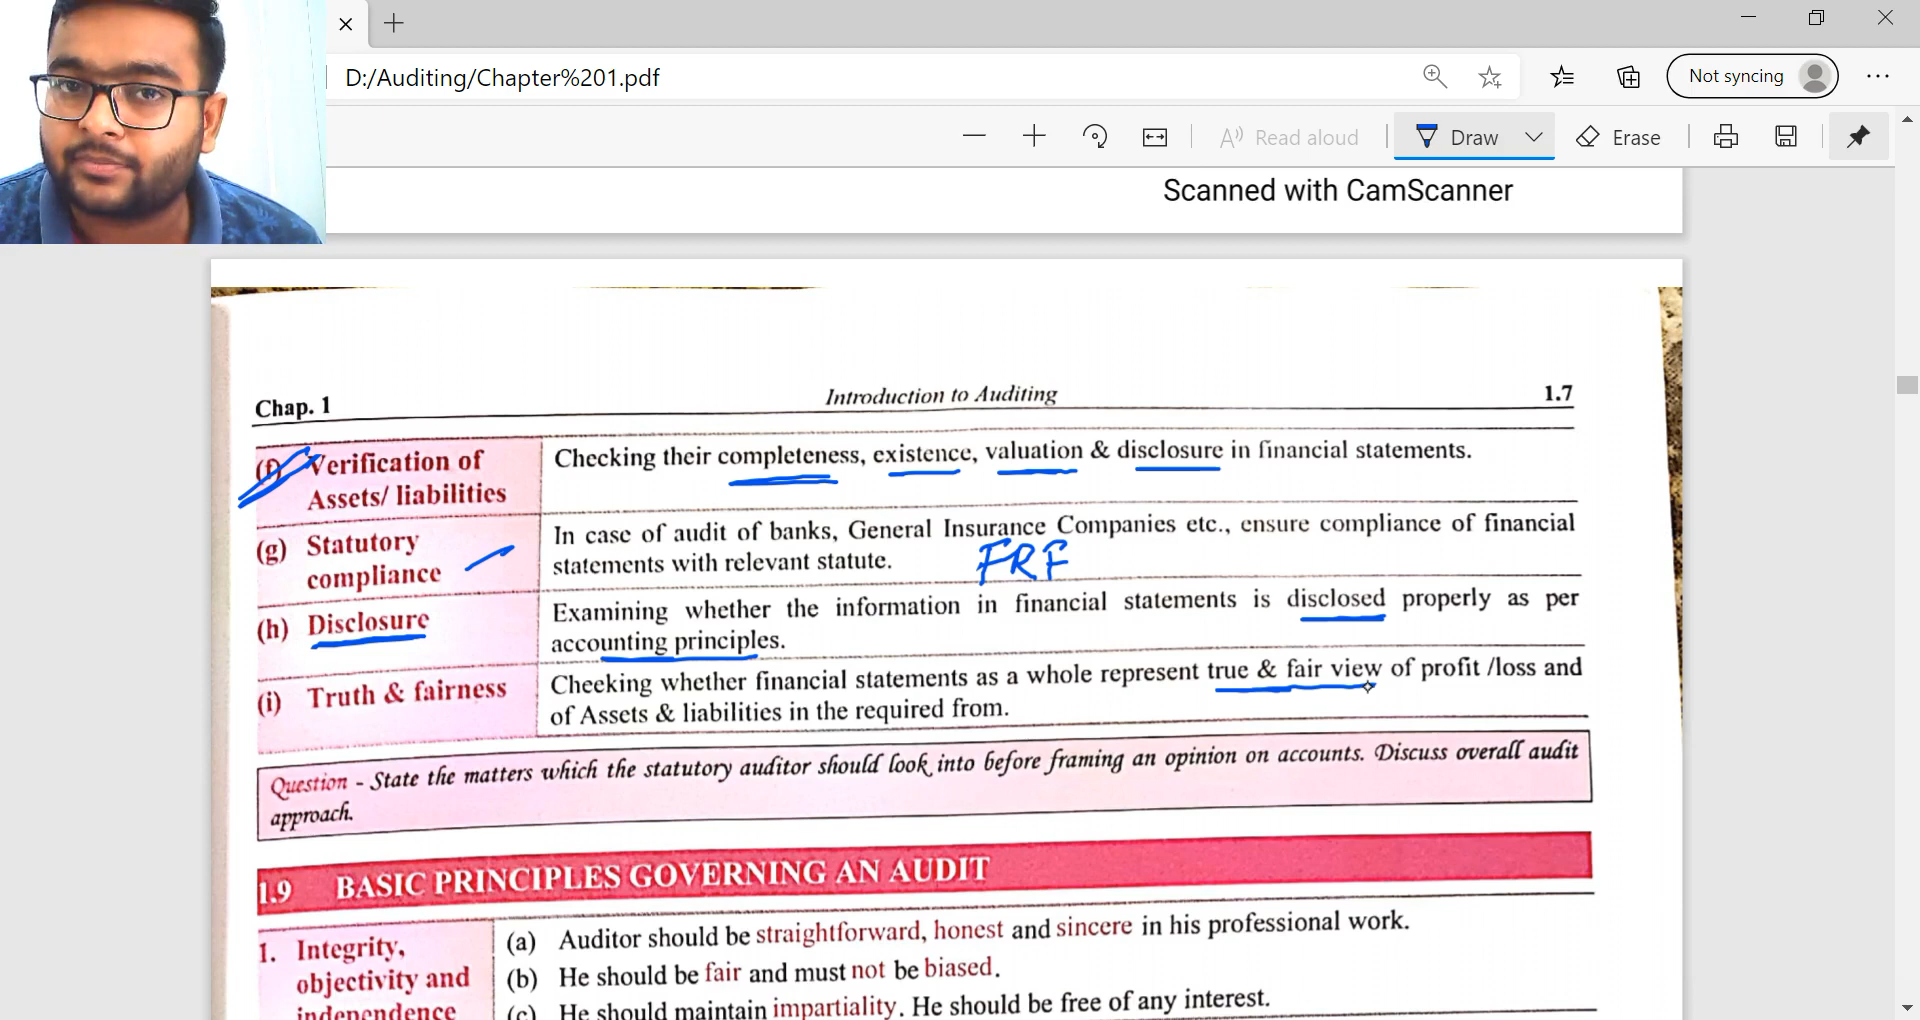 D:/Auditing/Chapter%201.pdf
Not syncing
Read aloud
Draw
Erase
Scanned with CamScanner
Chap. 1 Introduction to Auditing 1.7
(f) Verification of Assets/ liabilities
Checking their completeness, existence, valuation & disclosure in financial statements.
(g) Statutory compliance
In case of audit of banks, General Insurance Companies etc., ensure compliance of financial
statements with relevant statute. FRF
(h) Disclosure
Examining whether the information in financial statements is disclosed properly as per
accounting principles.
(i) Truth & fairness
Cheeking whether financial statements as a whole represent true & fair view of profit /loss and
of Assets & liabilities in the required from.
Question - State the matters which the statutory auditor should look into before framing an opinion on accounts. Discuss overall audit
approach.
1.9 BASIC PRINCIPLES GOVERNING AN AUDIT
1. Integrity,
objectivity and
independence
(a) Auditor should be straightforward, honest and sincere in his professional work.
(b) He should be fair and must not be biased.
(c) He should maintain impartiality. He should be free of any interest.